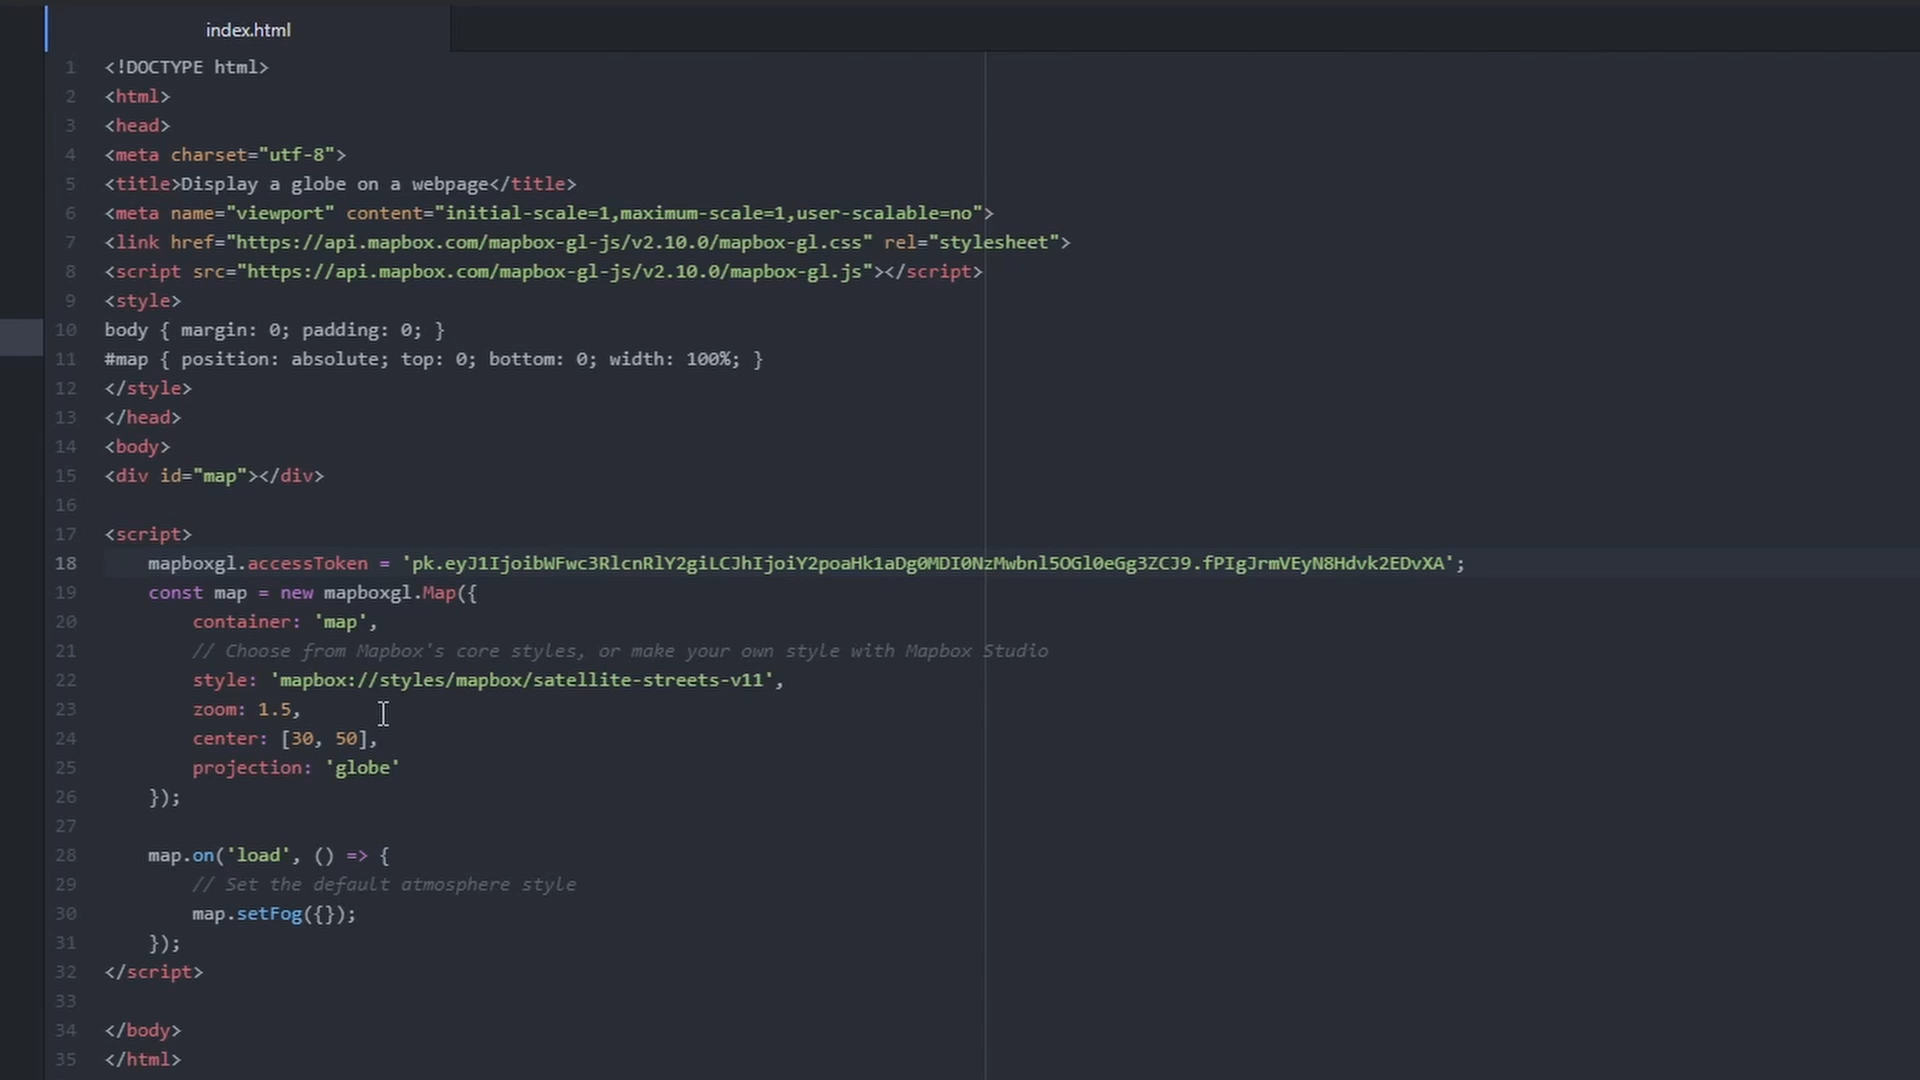 index.html
1 <!DOCTYPE html>
2 <html>
3 <head>
4 <meta charset="utf-8">
5 <title>Display a globe on a webpage</title>
6 <meta name="viewport" content="initial-scale=1,maximum-scale=1,user-scalable=no">
7 <link href="https://api.mapbox.com/mapbox-gl-js/v2.10.0/mapbox-gl.css" rel="stylesheet">
8 <script src="https://api.mapbox.com/mapbox-gl-js/v2.10.0/mapbox-gl.js"></script>
9 <style>
10 body { margin: 0; padding: 0; }
11 #map { position: absolute; top: 0; bottom: 0; width: 100%; }
12 </style>
13 </head>
14 <body>
15 <div id="map"></div>
16
17 <script>
18     mapboxgl.accessToken = 'pk.eyJ1IjoibWFwc3RlcnRlY2giLCJhIjoiY2poaHk1aDg0MDI0NzMwbnl5OGl0eGg3ZCJ9.fPIgJrmVEyN8Hdvk2EDvXA';
19     const map = new mapboxgl.Map({
20         container: 'map',
21         // Choose from Mapbox's core styles, or make your own style with Mapbox Studio
22         style: 'mapbox://styles/mapbox/satellite-streets-v11',
23         zoom: 1.5,
24         center: [30, 50],
25         projection: 'globe'
26     });
27
28     map.on('load', () => {
29         // Set the default atmosphere style
30         map.setFog({});
31     });
32 </script>
33
34 </body>
35 </html>